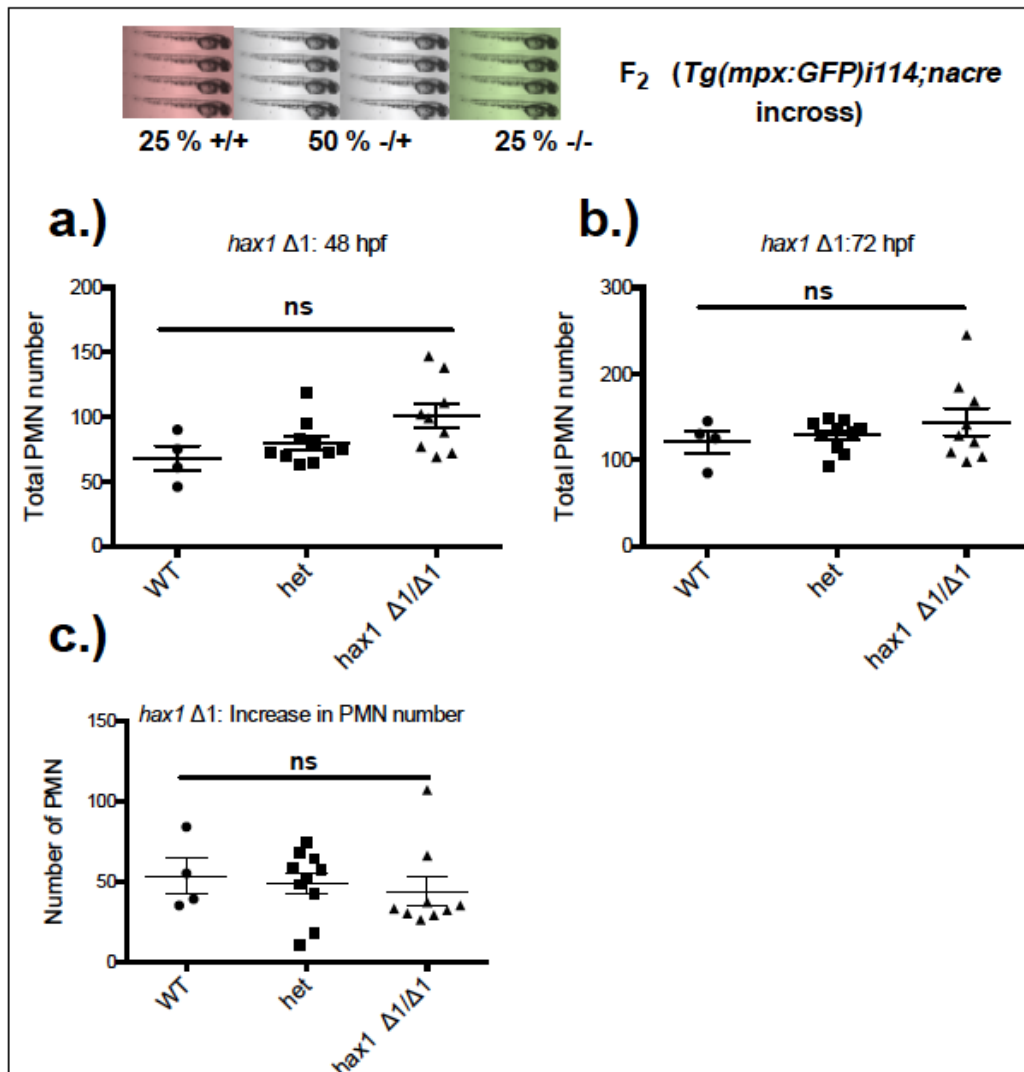 F2 (Tg(mpx:GFP)i114;nacre
incross)
25 % +/+ 50 % -/+ 25 % -/-
a.)
hax1 Δ1: 48 hpf
ns
Total PMN number
200
150
100
50
0
WT
het
hax1 Δ1/Δ1
b.)
hax1 Δ1:72 hpf
ns
Total PMN number
300
200
100
0
WT
het
hax1 Δ1/Δ1
c.)
hax1 Δ1: Increase in PMN number
ns
Number of PMN
150
100
50
0
WT
het
hax1 Δ1/Δ1